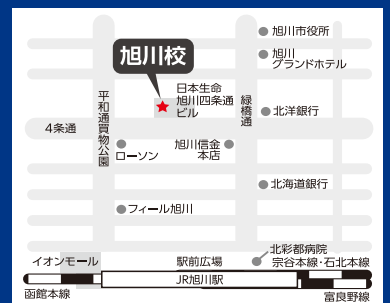 旭川市役所
旭川
グランドホテル
旭川校
日本生命
旭川四条通
ビル
平和通買物公園
緑橋通
北洋銀行
4条通
ローソン
旭川信金
本店
北海道銀行
フィール旭川
イオンモール
駅前広場
北彩都病院
宗谷本線・石北本線
JR旭川駅
函館本線
富良野線